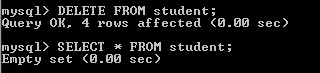 mysql> DELETE FROM student;
Query OK, 4 rows affected (0.00 sec)
mysql> SELECT * FROM student;
Empty set (0.00 sec)